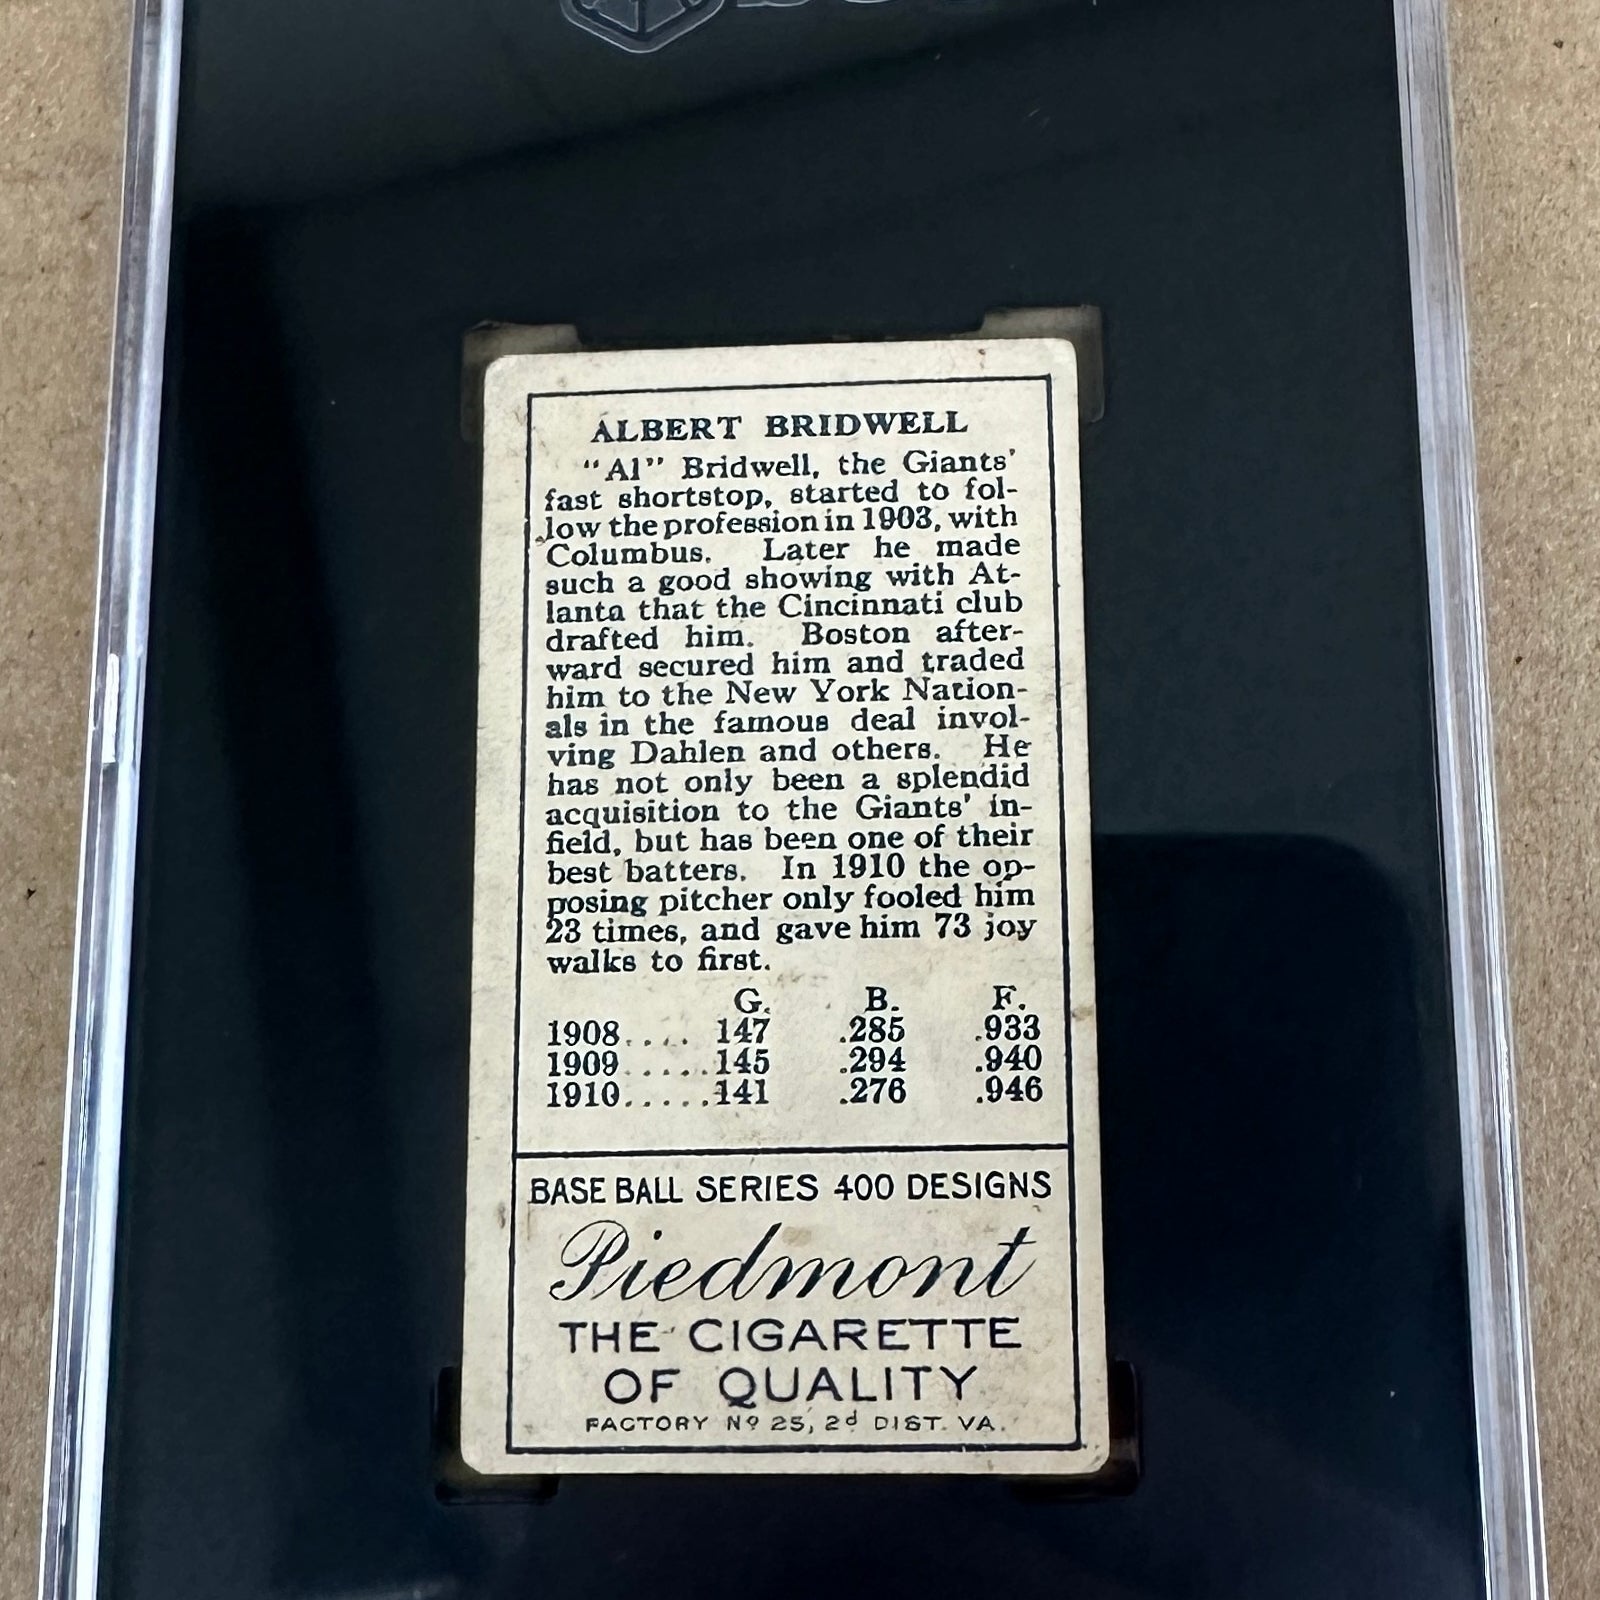 ALBERT BRIDWELL
"Al" Bridwell, the Giants'
fast shortstop, started to fol-
low the profession in 1903, with
Columbus. Later he made
such a good showing with At-
lanta that the Cincinnati club
drafted him. Boston after-
ward secured him and traded
him to the New York Nation-
als in the famous deal invol-
ving Dahlen and others. He
has not only been a splendid
acquisition to the Giants' in-
field, but has been one of their
best batters. In 1910 the op-
posing pitcher only fooled him
23 times, and gave him 73 joy
walks to first.
G. B. F.
1908.... 147 .285 .933
1909.....145 .294 .940
1910.....141 .276 .946
BASE BALL SERIES 400 DESIGNS
Piedmont
THE CIGARETTE
OF QUALITY
FACTORY Nº 25, 2d DIST. VA.